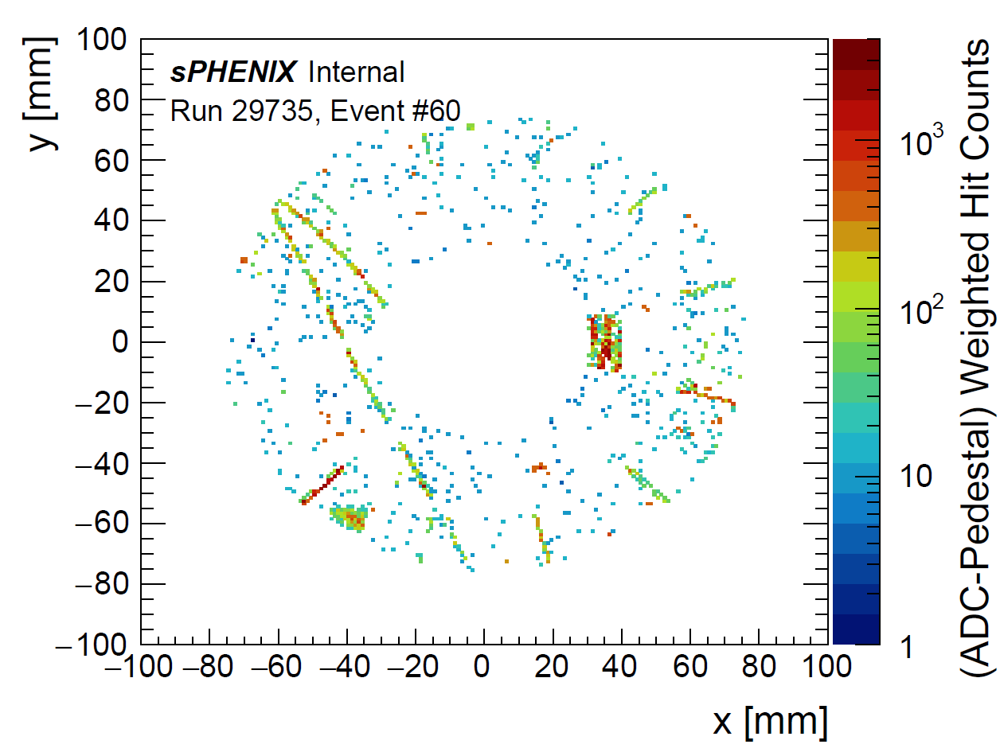 sPHENIX Internal
Run 29735, Event #60
y [mm]
100
80
60
40
20
0
−20
−40
−60
−80
−100
−100 −80 −60 −40 −20 0 20 40 60 80 100
x [mm]
10³
10²
10
1
(ADC-Pedestal) Weighted Hit Counts